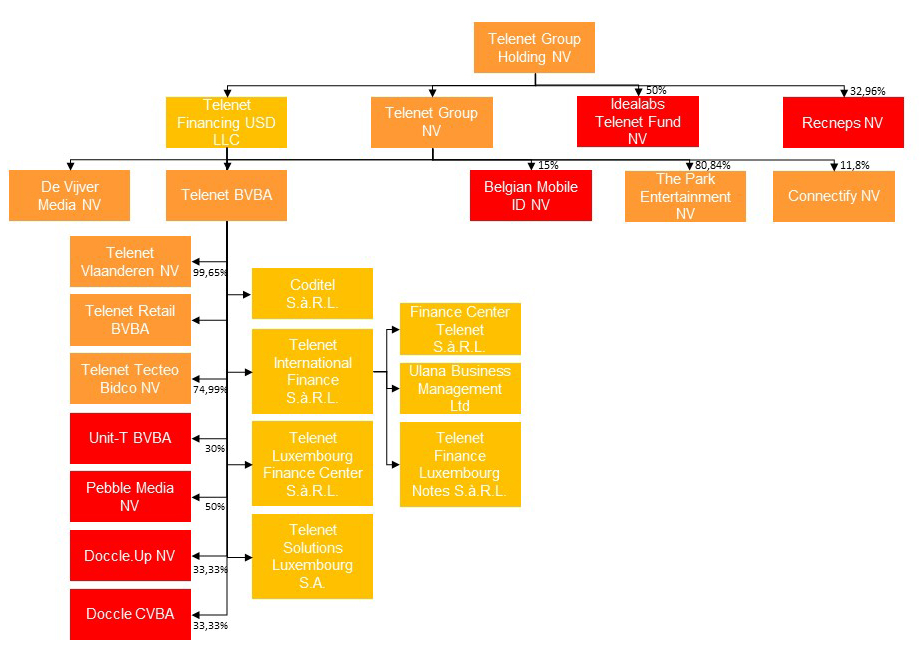 Telenet Group
Holding NV
50%
32,96%
Telenet
Financing USD
LLC
Telenet Group
NV
Idealabs
Telenet Fund
NV
Recneps NV
15%
80,84%
11,8%
De Vijver
Media NV
Telenet BVBA
Belgian Mobile
ID NV
The Park
Entertainment
NV
Connectify NV
Telenet
Vlaanderen NV
99,65%
Telenet Retail
BVBA
Telenet Tecteo
Bidco NV
74,99%
Unit-T BVBA
30%
Pebble Media
NV
50%
Doccle.Up NV
33,33%
Doccle CVBA
33,33%
Coditel
S.à.R.L.
Telenet
International
Finance
S.à.R.L.
Telenet
Luxembourg
Finance Center
S.à.R.L.
Telenet
Solutions
Luxembourg
S.A.
Finance Center
Telenet
S.à.R.L.
Ulana Business
Management
Ltd
Telenet
Finance
Luxembourg
Notes S.à.R.L.